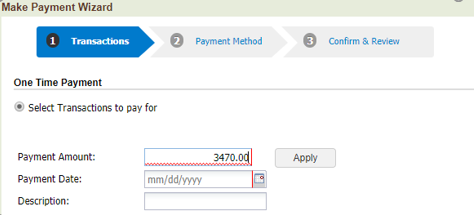 Make Payment Wizard
1 Transactions 2 Payment Method 3 Confirm & Review
One Time Payment
Select Transactions to pay for
Payment Amount: 3470.00 Apply
Payment Date: mm/dd/yyyy
Description: